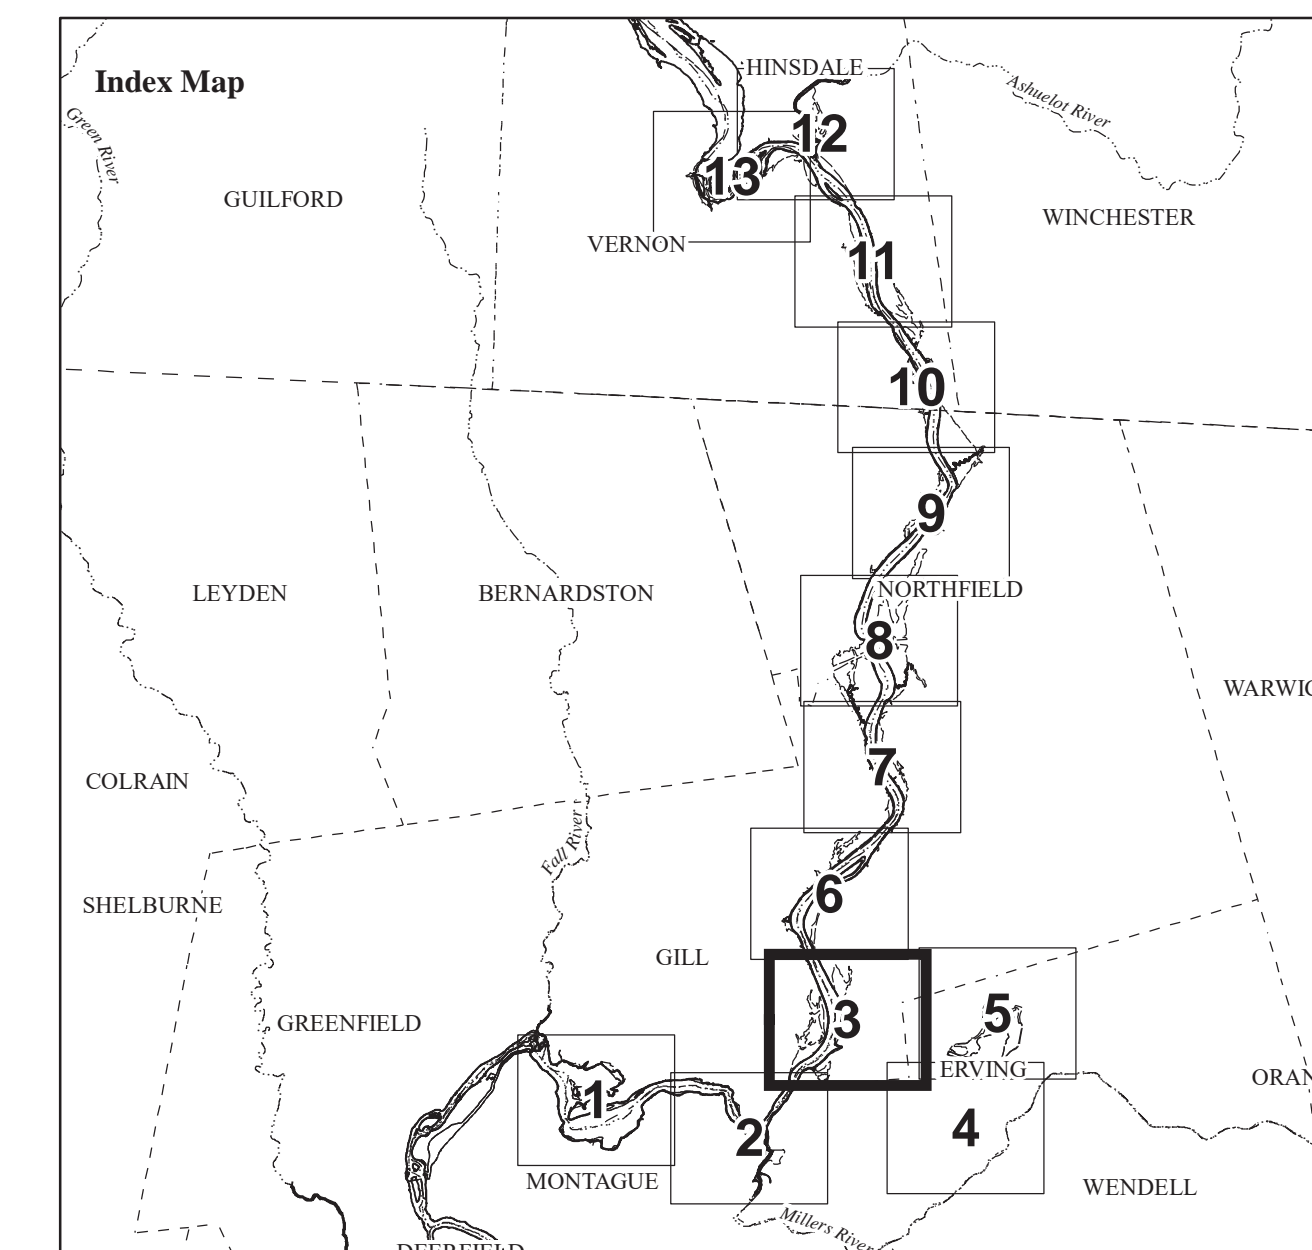 HINSDALE
Index Map
Ashuelot River
Green River
12
13
GUILFORD
WINCHESTER
VERNON
11
10
9
LEYDEN
BERNARDSTON
NORTHFIELD
8
WARWIC
7
COLRAIN
Fall River
6
SHELBURNE
GILL
3
5
GREENFIELD
ERVING
ORAN
1
4
2
MONTAGUE
WENDELL
Millers River
DEERFIELD